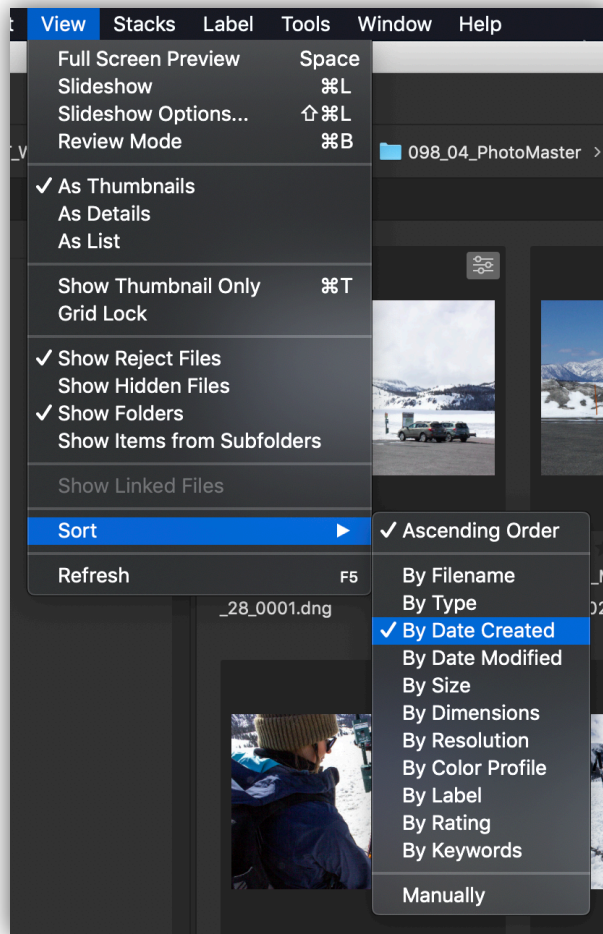 View Stacks Label Tools Window Help
Full Screen Preview Space
Slideshow ⌘L
Slideshow Options... ⇧⌘L
Review Mode ⌘B
098_04_PhotoMaster >
✓ As Thumbnails
As Details
As List
Show Thumbnail Only ⌘T
Grid Lock
✓ Show Reject Files
Show Hidden Files
✓ Show Folders
Show Items from Subfolders
Show Linked Files
Sort ▶
Refresh F5
_28_0001.dng
✓ Ascending Order
By Filename
By Type
✓ By Date Created
By Date Modified
By Size
By Dimensions
By Resolution
By Color Profile
By Label
By Rating
By Keywords
Manually